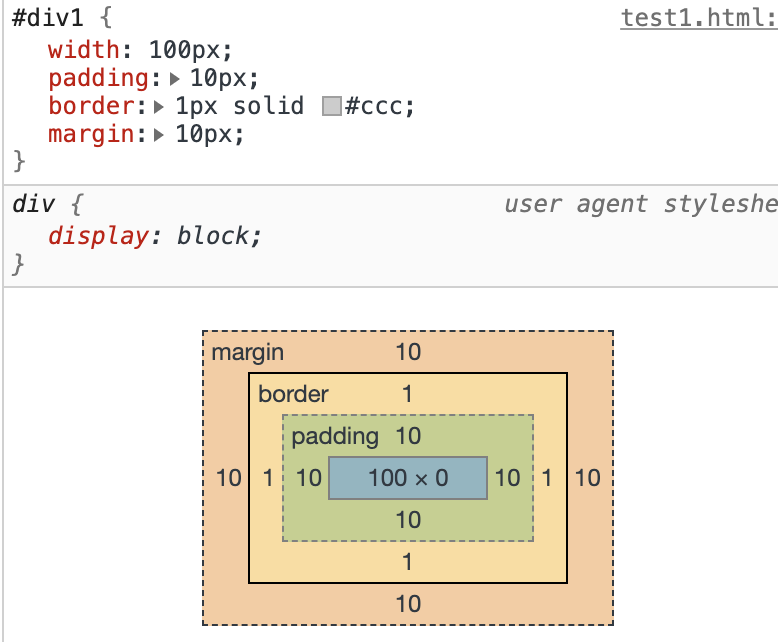 #div1 {
test1.html:
width: 100px;
padding: 10px;
border: 1px solid #ccc;
margin: 10px;
}
div {
user agent styleshe
display: block;
}
margin 10
border 1
padding 10
10 1 10 100 × 0 10 1 10
10
1
10